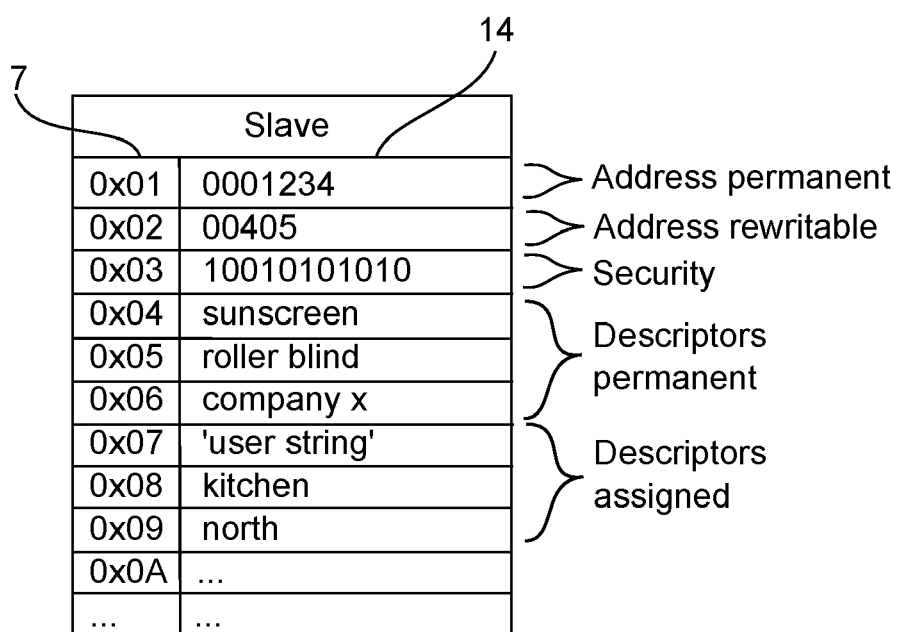 14
7
Slave
0x01 0001234 Address permanent
0x02 00405 Address rewritable
0x03 10010101010 Security
0x04 sunscreen
0x05 roller blind
0x06 company x
Descriptors
permanent
0x07 'user string'
0x08 kitchen
0x09 north
Descriptors
assigned
0x0A ...
... ...